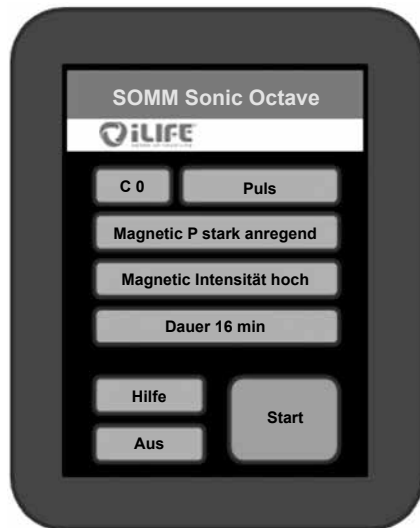 SOMM Sonic Octave
iLIFE
C 0 Puls
Magnetic P stark anregend
Magnetic Intensität hoch
Dauer 16 min
Hilfe
Start
Aus